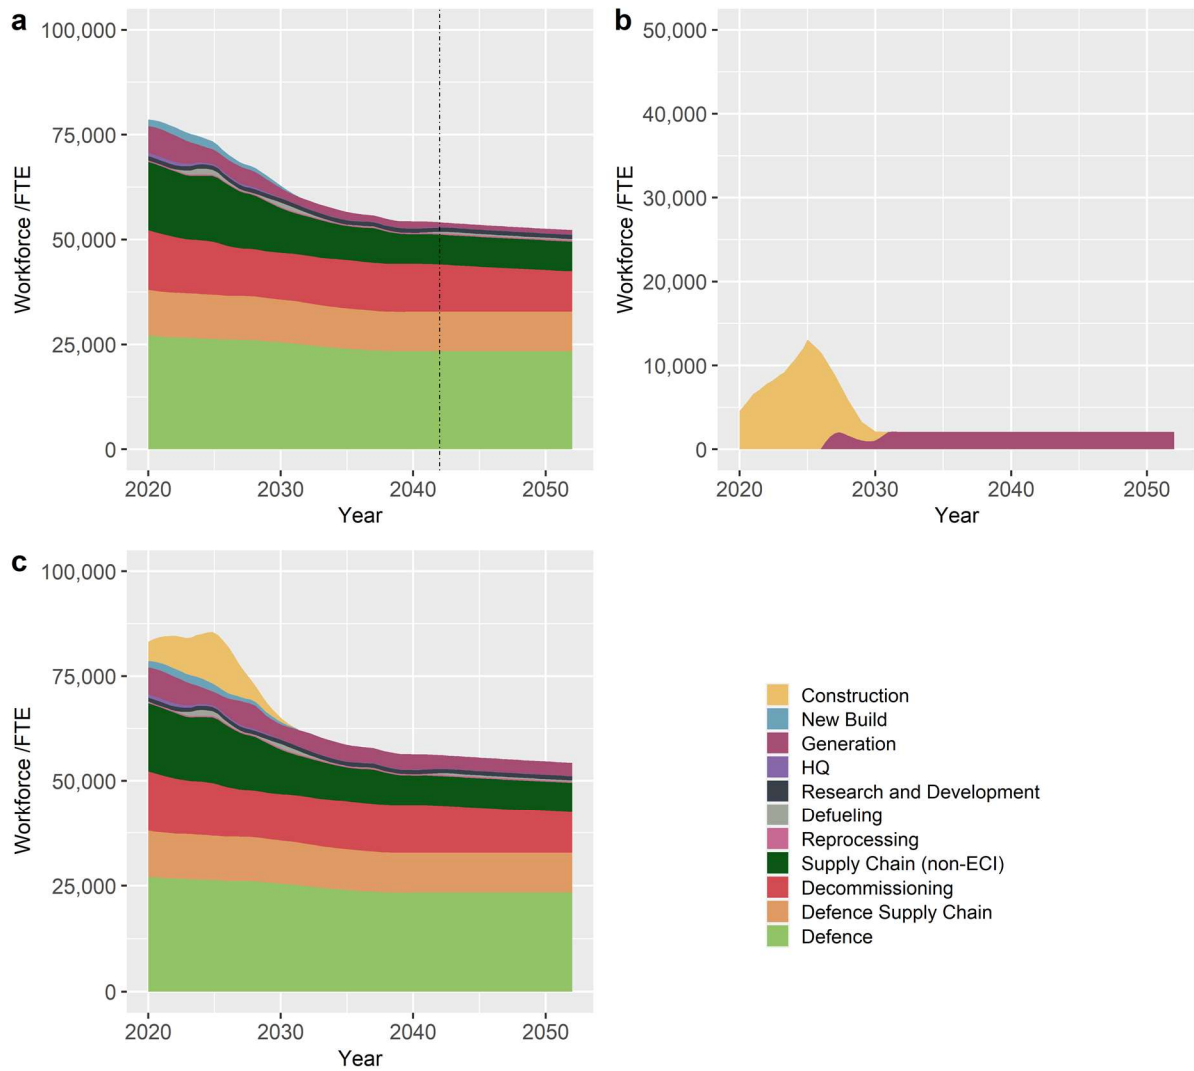 a
100,000
75,000
50,000
25,000
0
Workforce /FTE
2020 2030 2040 2050
Year
b
50,000
40,000
30,000
20,000
10,000
0
Workforce /FTE
2020 2030 2040 2050
Year
c
100,000
75,000
50,000
25,000
0
Workforce /FTE
2020 2030 2040 2050
Year
Construction
New Build
Generation
HQ
Research and Development
Defueling
Reprocessing
Supply Chain (non-ECI)
Decommissioning
Defence Supply Chain
Defence